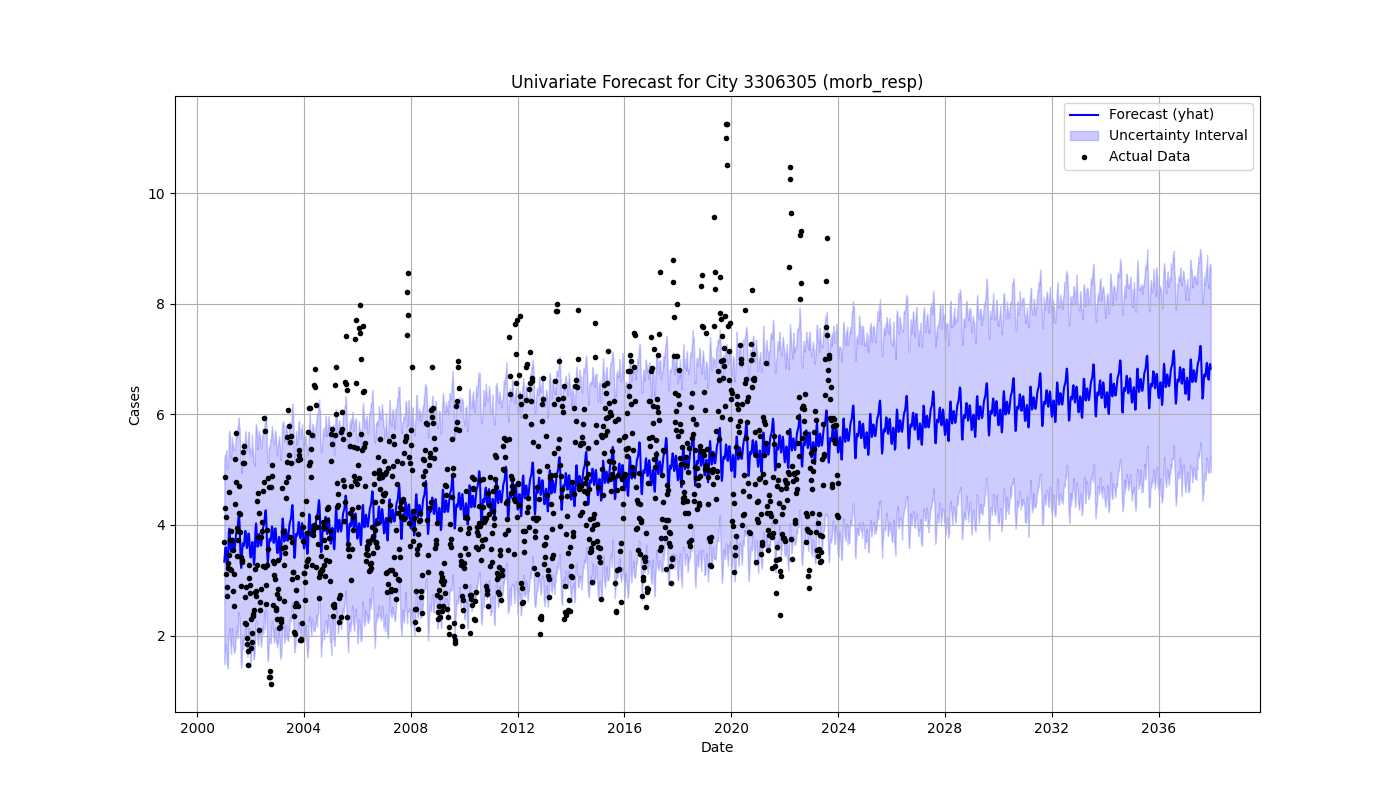 Univariate Forecast for City 3306305 (morb_resp)
Forecast (yhat)
Uncertainty Interval
Actual Data
Cases
10
8
6
4
2
2000 2004 2008 2012 2016 2020 2024 2028 2032 2036
Date